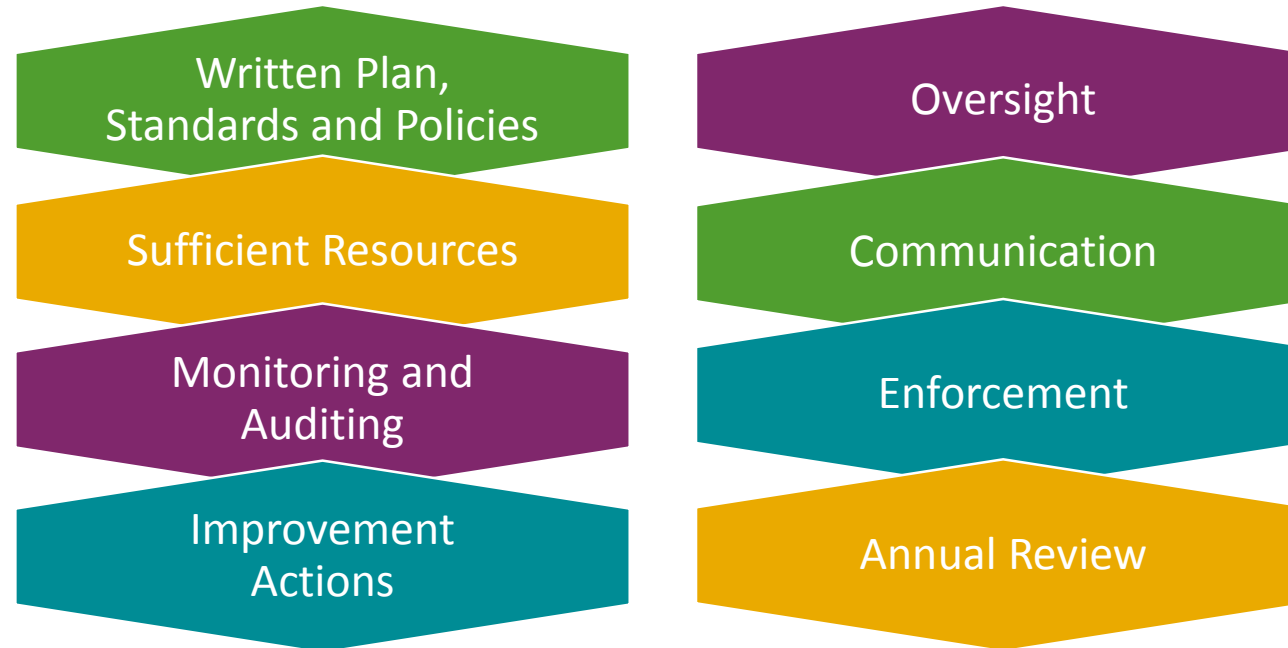 Written Plan,
Standards and Policies
Sufficient Resources
Monitoring and
Auditing
Improvement
Actions
Oversight
Communication
Enforcement
Annual Review